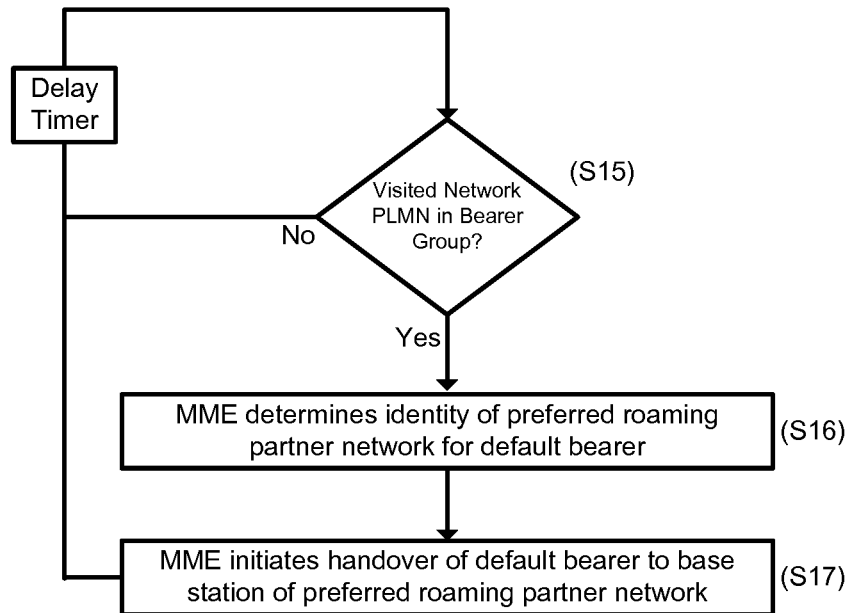 Delay
Timer
Visited Network
PLMN in Bearer
Group?
(S15)
No
Yes
MME determines identity of preferred roaming
partner network for default bearer
(S16)
MME initiates handover of default bearer to base
station of preferred roaming partner network
(S17)